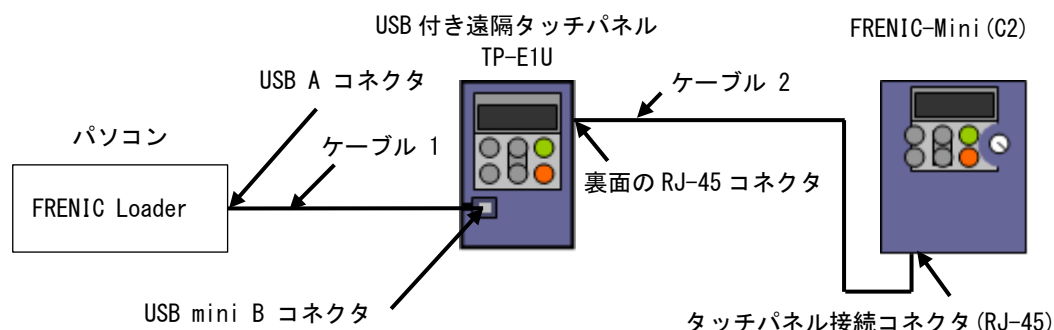 USB 付き遠隔タッチパネル
TP-E1U
FRENIC-Mini(C2)
USB A コネクタ
ケーブル 2
パソコン
ケーブル 1
裏面の RJ-45 コネクタ
FRENIC Loader
USB mini B コネクタ
タッチパネル接続コネクタ(RJ-45)